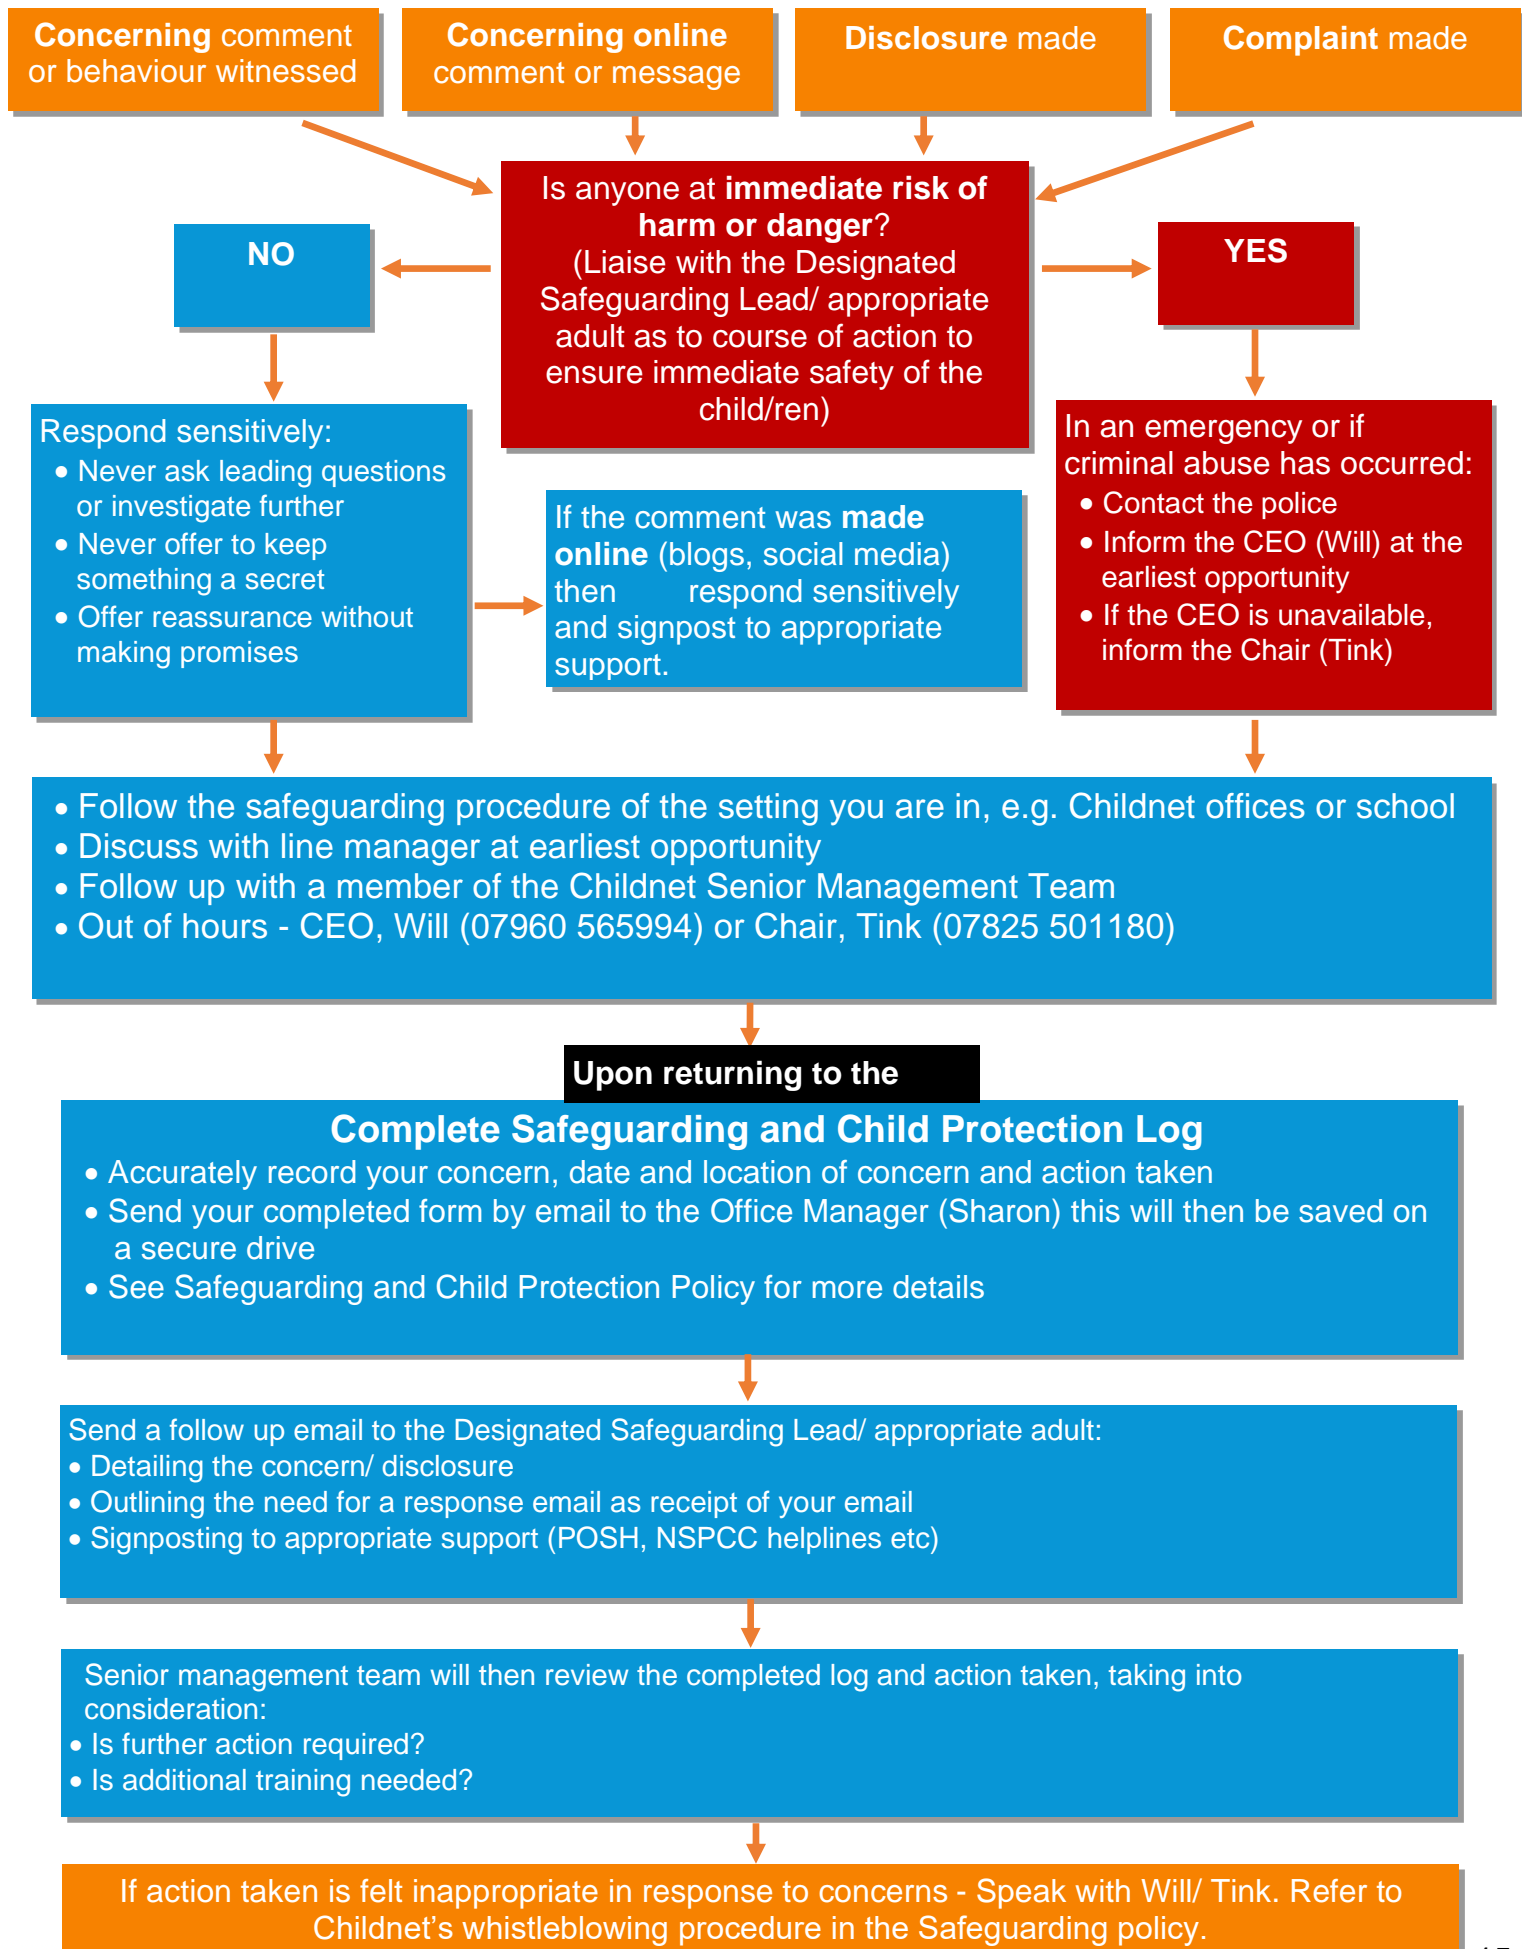 Concerning comment
or behaviour witnessed
Concerning online
comment or message
Disclosure made
Complaint made
Is anyone at immediate risk of
harm or danger?
(Liaise with the Designated
Safeguarding Lead/ appropriate
adult as to course of action to
ensure immediate safety of the
child/ren)
NO
YES
Respond sensitively:
• Never ask leading questions
or investigate further
• Never offer to keep
something a secret
• Offer reassurance without
making promises
If the comment was made
online (blogs, social media)
then respond sensitively
and signpost to appropriate
support.
In an emergency or if
criminal abuse has occurred:
• Contact the police
• Inform the CEO (Will) at the
earliest opportunity
• If the CEO is unavailable,
inform the Chair (Tink)
• Follow the safeguarding procedure of the setting you are in, e.g. Childnet offices or school
• Discuss with line manager at earliest opportunity
• Follow up with a member of the Childnet Senior Management Team
• Out of hours - CEO, Will (07960 565994) or Chair, Tink (07825 501180)
Upon returning to the
Complete Safeguarding and Child Protection Log
• Accurately record your concern, date and location of concern and action taken
• Send your completed form by email to the Office Manager (Sharon) this will then be saved on
a secure drive
• See Safeguarding and Child Protection Policy for more details
Send a follow up email to the Designated Safeguarding Lead/ appropriate adult:
• Detailing the concern/ disclosure
• Outlining the need for a response email as receipt of your email
• Signposting to appropriate support (POSH, NSPCC helplines etc)
Senior management team will then review the completed log and action taken, taking into
consideration:
• Is further action required?
• Is additional training needed?
If action taken is felt inappropriate in response to concerns - Speak with Will/ Tink. Refer to
Childnet's whistleblowing procedure in the Safeguarding policy.